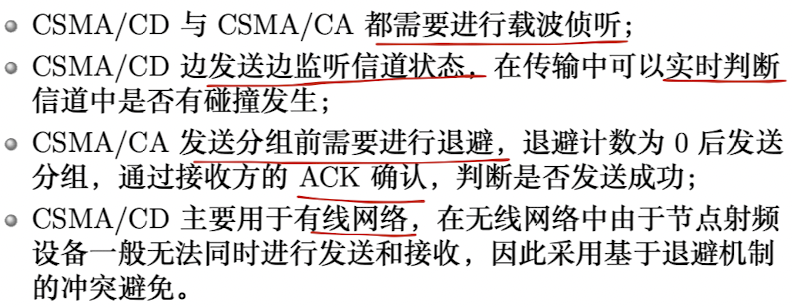 CSMA/CD 与 CSMA/CA 都需要进行载波侦听；
CSMA/CD 边发送边监听信道状态，在传输中可以实时判断
信道中是否有碰撞发生；
CSMA/CA 发送分组前需要进行退避，退避计数为 0 后发送
分组，通过接收方的 ACK 确认，判断是否发送成功；
CSMA/CD 主要用于有线网络，在无线网络中由于节点射频
设备一般无法同时进行发送和接收，因此采用基于退避机制
的冲突避免。